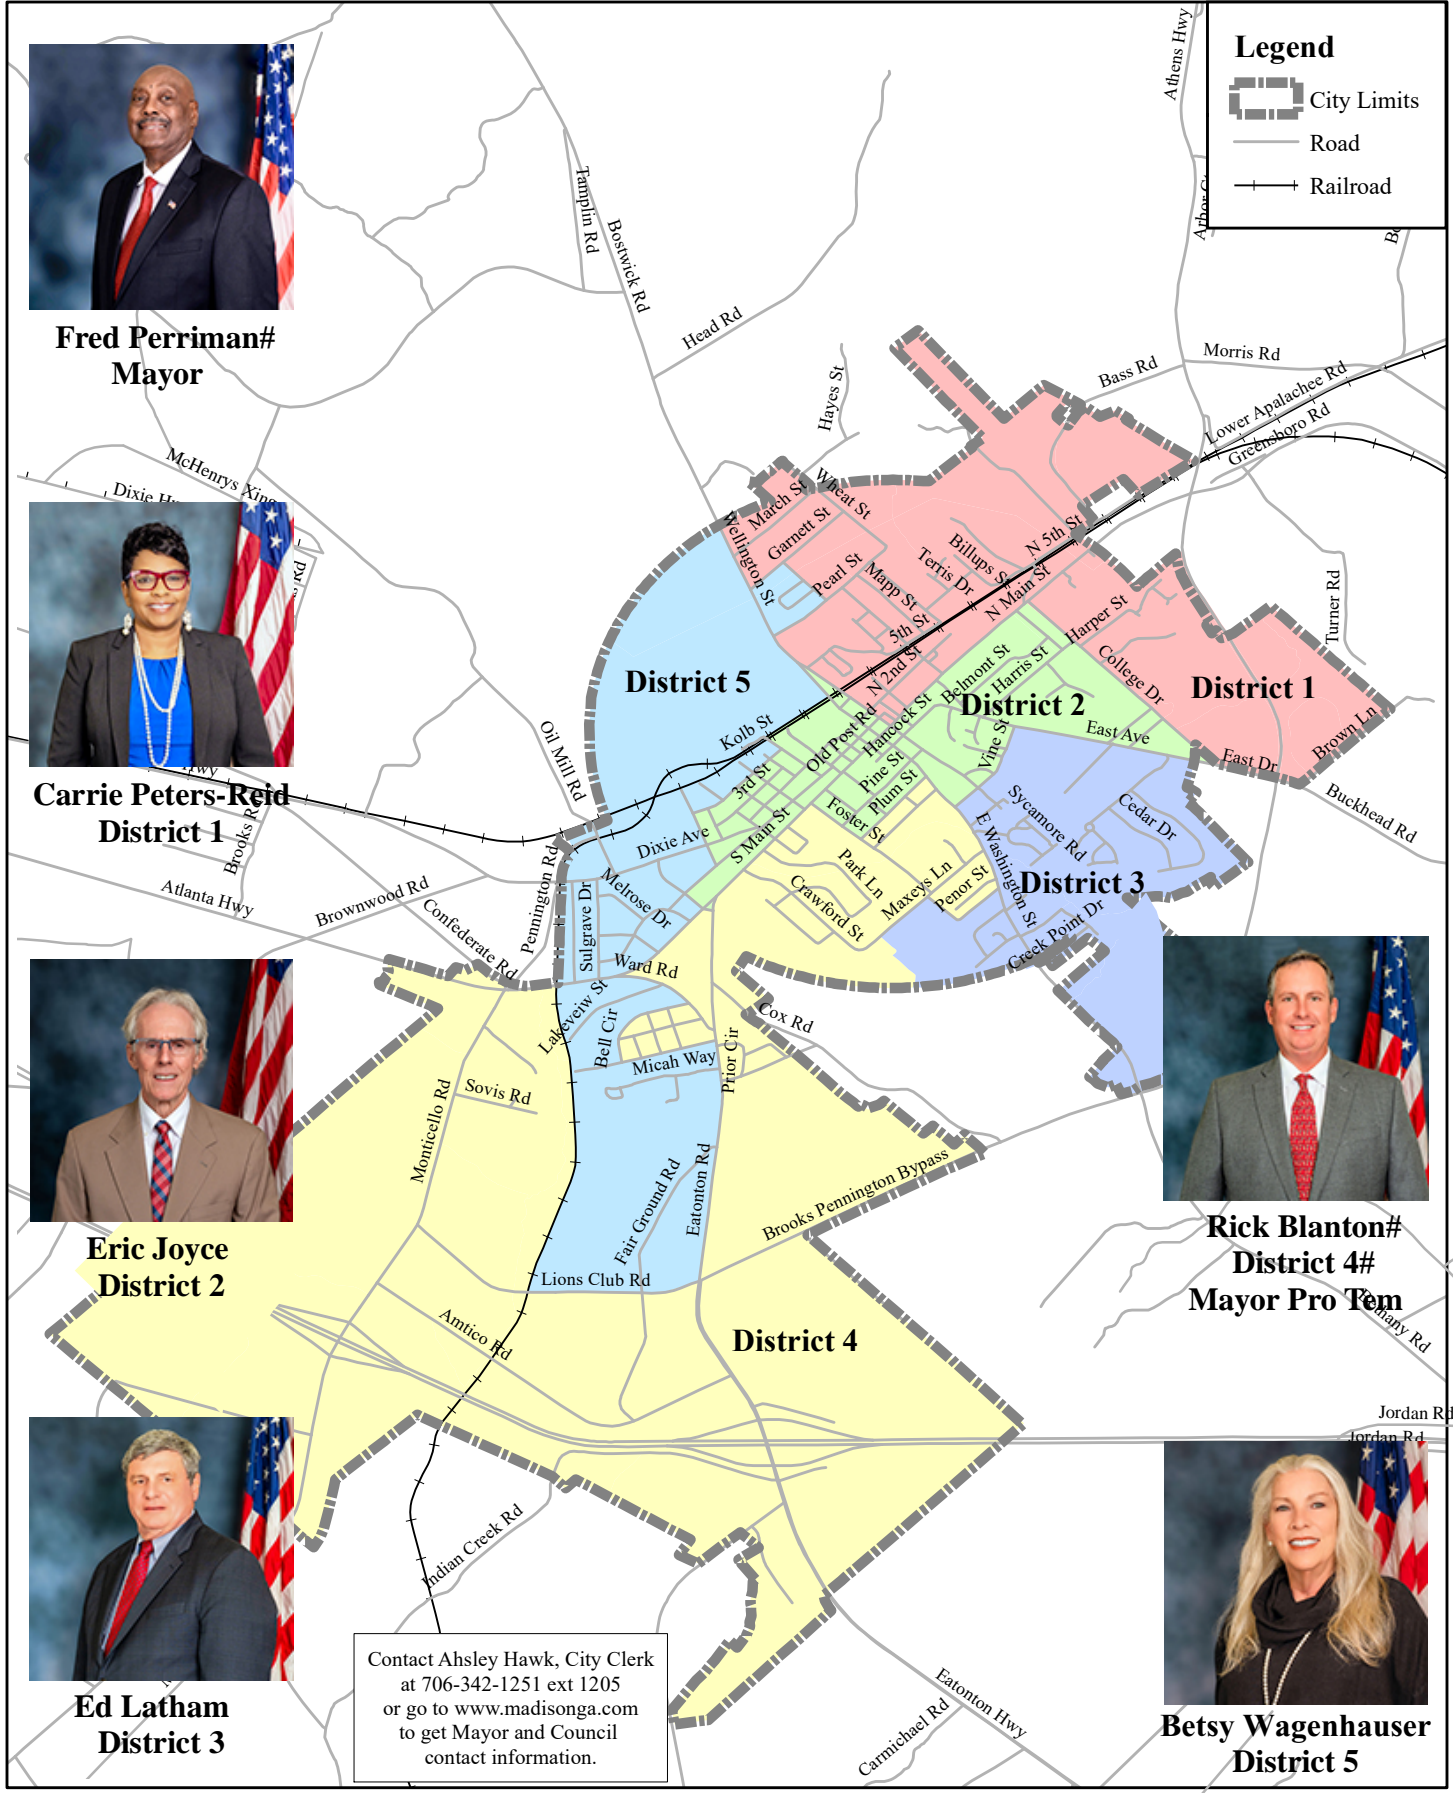 Legend
City Limits
Road
Railroad
Athens Hwy
Tamplin Rd
Bostwick Rd
Head Rd
Fred Perriman#
Mayor
Hayes St
Bass Rd
Morris Rd
Lower Apalachee Rd
Greensboro Rd
McHenrys Xing
Dixie
March St
Wheat St
Garnett St
Wellington St
Pearl St
Mapp St
Terris Dr
Billups St
N 5th St
N Main St
5th St
N 2nd St
Harper St
College Dr
Turner Rd
Rd
District 5
Belmont St
Harris St
District 2
District 1
Brown Ln
East Dr
East Ave
Vine St
Hancock St
Old Post Rd
Kolb St
Oil Mill Rd
3rd St
Pine St
Plum St
Foster St
S Main St
Dixie Ave
Hwy
Carrie Peters-Reid
District 1
Brooks Rd
Buckhead Rd
Sycamore Rd
Cedar Dr
E Washington St
District 3
Park Ln
Maxeys Ln
Penor St
Crawford St
Creek Point Dr
Atlanta Hwy
Brownwood Rd
Confederate Rd
Pennington Rd
Sulgrave Dr
Melrose Dr
Ward Rd
Lakeveiw St
Bell Cir
Micah Way
Prior Cir
Cox Rd
Sovis Rd
Monticello Rd
Fair Ground Rd
Eatonton Rd
Brooks Pennington Bypass
Eric Joyce
District 2
Rick Blanton#
District 4#
Mayor Pro Tem
Bethany Rd
Lions Club Rd
Amtico Rd
District 4
Jordan Rd
Jordan Rd
Indian Creek Rd
Contact Ahsley Hawk, City Clerk
at 706-342-1251 ext 1205
or go to www.madisonga.com
to get Mayor and Council
contact information.
Ed Latham
District 3
Eatonton Hwy
Carmichael Rd
Betsy Wagenhauser
District 5